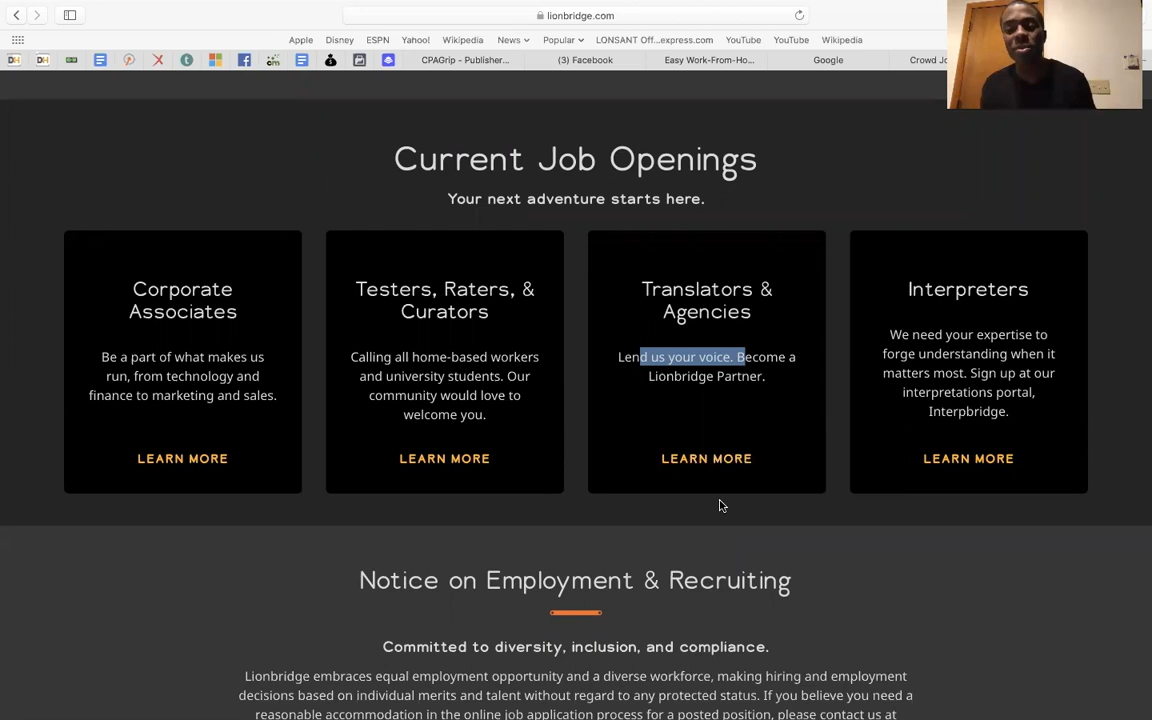 lionbridge.com
Apple Disney ESPN Yahoo! Wikipedia News Popular LONSANT Off...express.com YouTube YouTube Wikipedia
CPAGrip - Publisher... (3) Facebook Easy Work-From-Ho... Google Crowd Jo
Current Job Openings
Your next adventure starts here.
Corporate
Associates
Be a part of what makes us
run, from technology and
finance to marketing and sales.
LEARN MORE
Testers, Raters, &
Curators
Calling all home-based workers
and university students. Our
community would love to
welcome you.
LEARN MORE
Translators &
Agencies
Lend us your voice. Become a
Lionbridge Partner.
LEARN MORE
Interpreters
We need your expertise to
forge understanding when it
matters most. Sign up at our
interpretations portal,
Interpbridge.
LEARN MORE
Notice on Employment & Recruiting
Committed to diversity, inclusion, and compliance.
Lionbridge embraces equal employment opportunity and a diverse workforce, making hiring and employment
decisions based on individual merits and talent without regard to any protected status. If you believe you need a
reasonable accommodation in the online job application process for a posted position, please contact us at